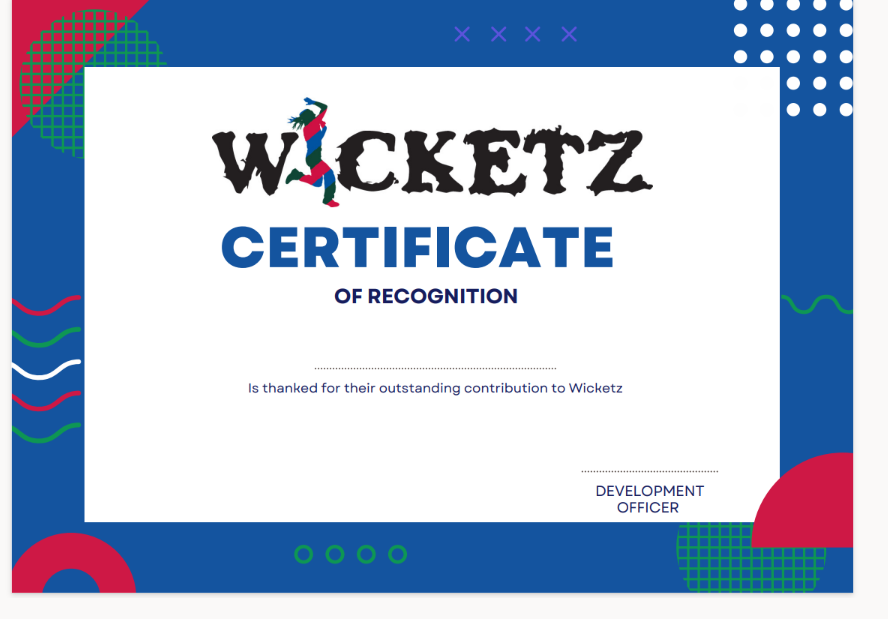 WICKETZ
CERTIFICATE
OF RECOGNITION
Is thanked for their outstanding contribution to Wicketz
DEVELOPMENT
OFFICER